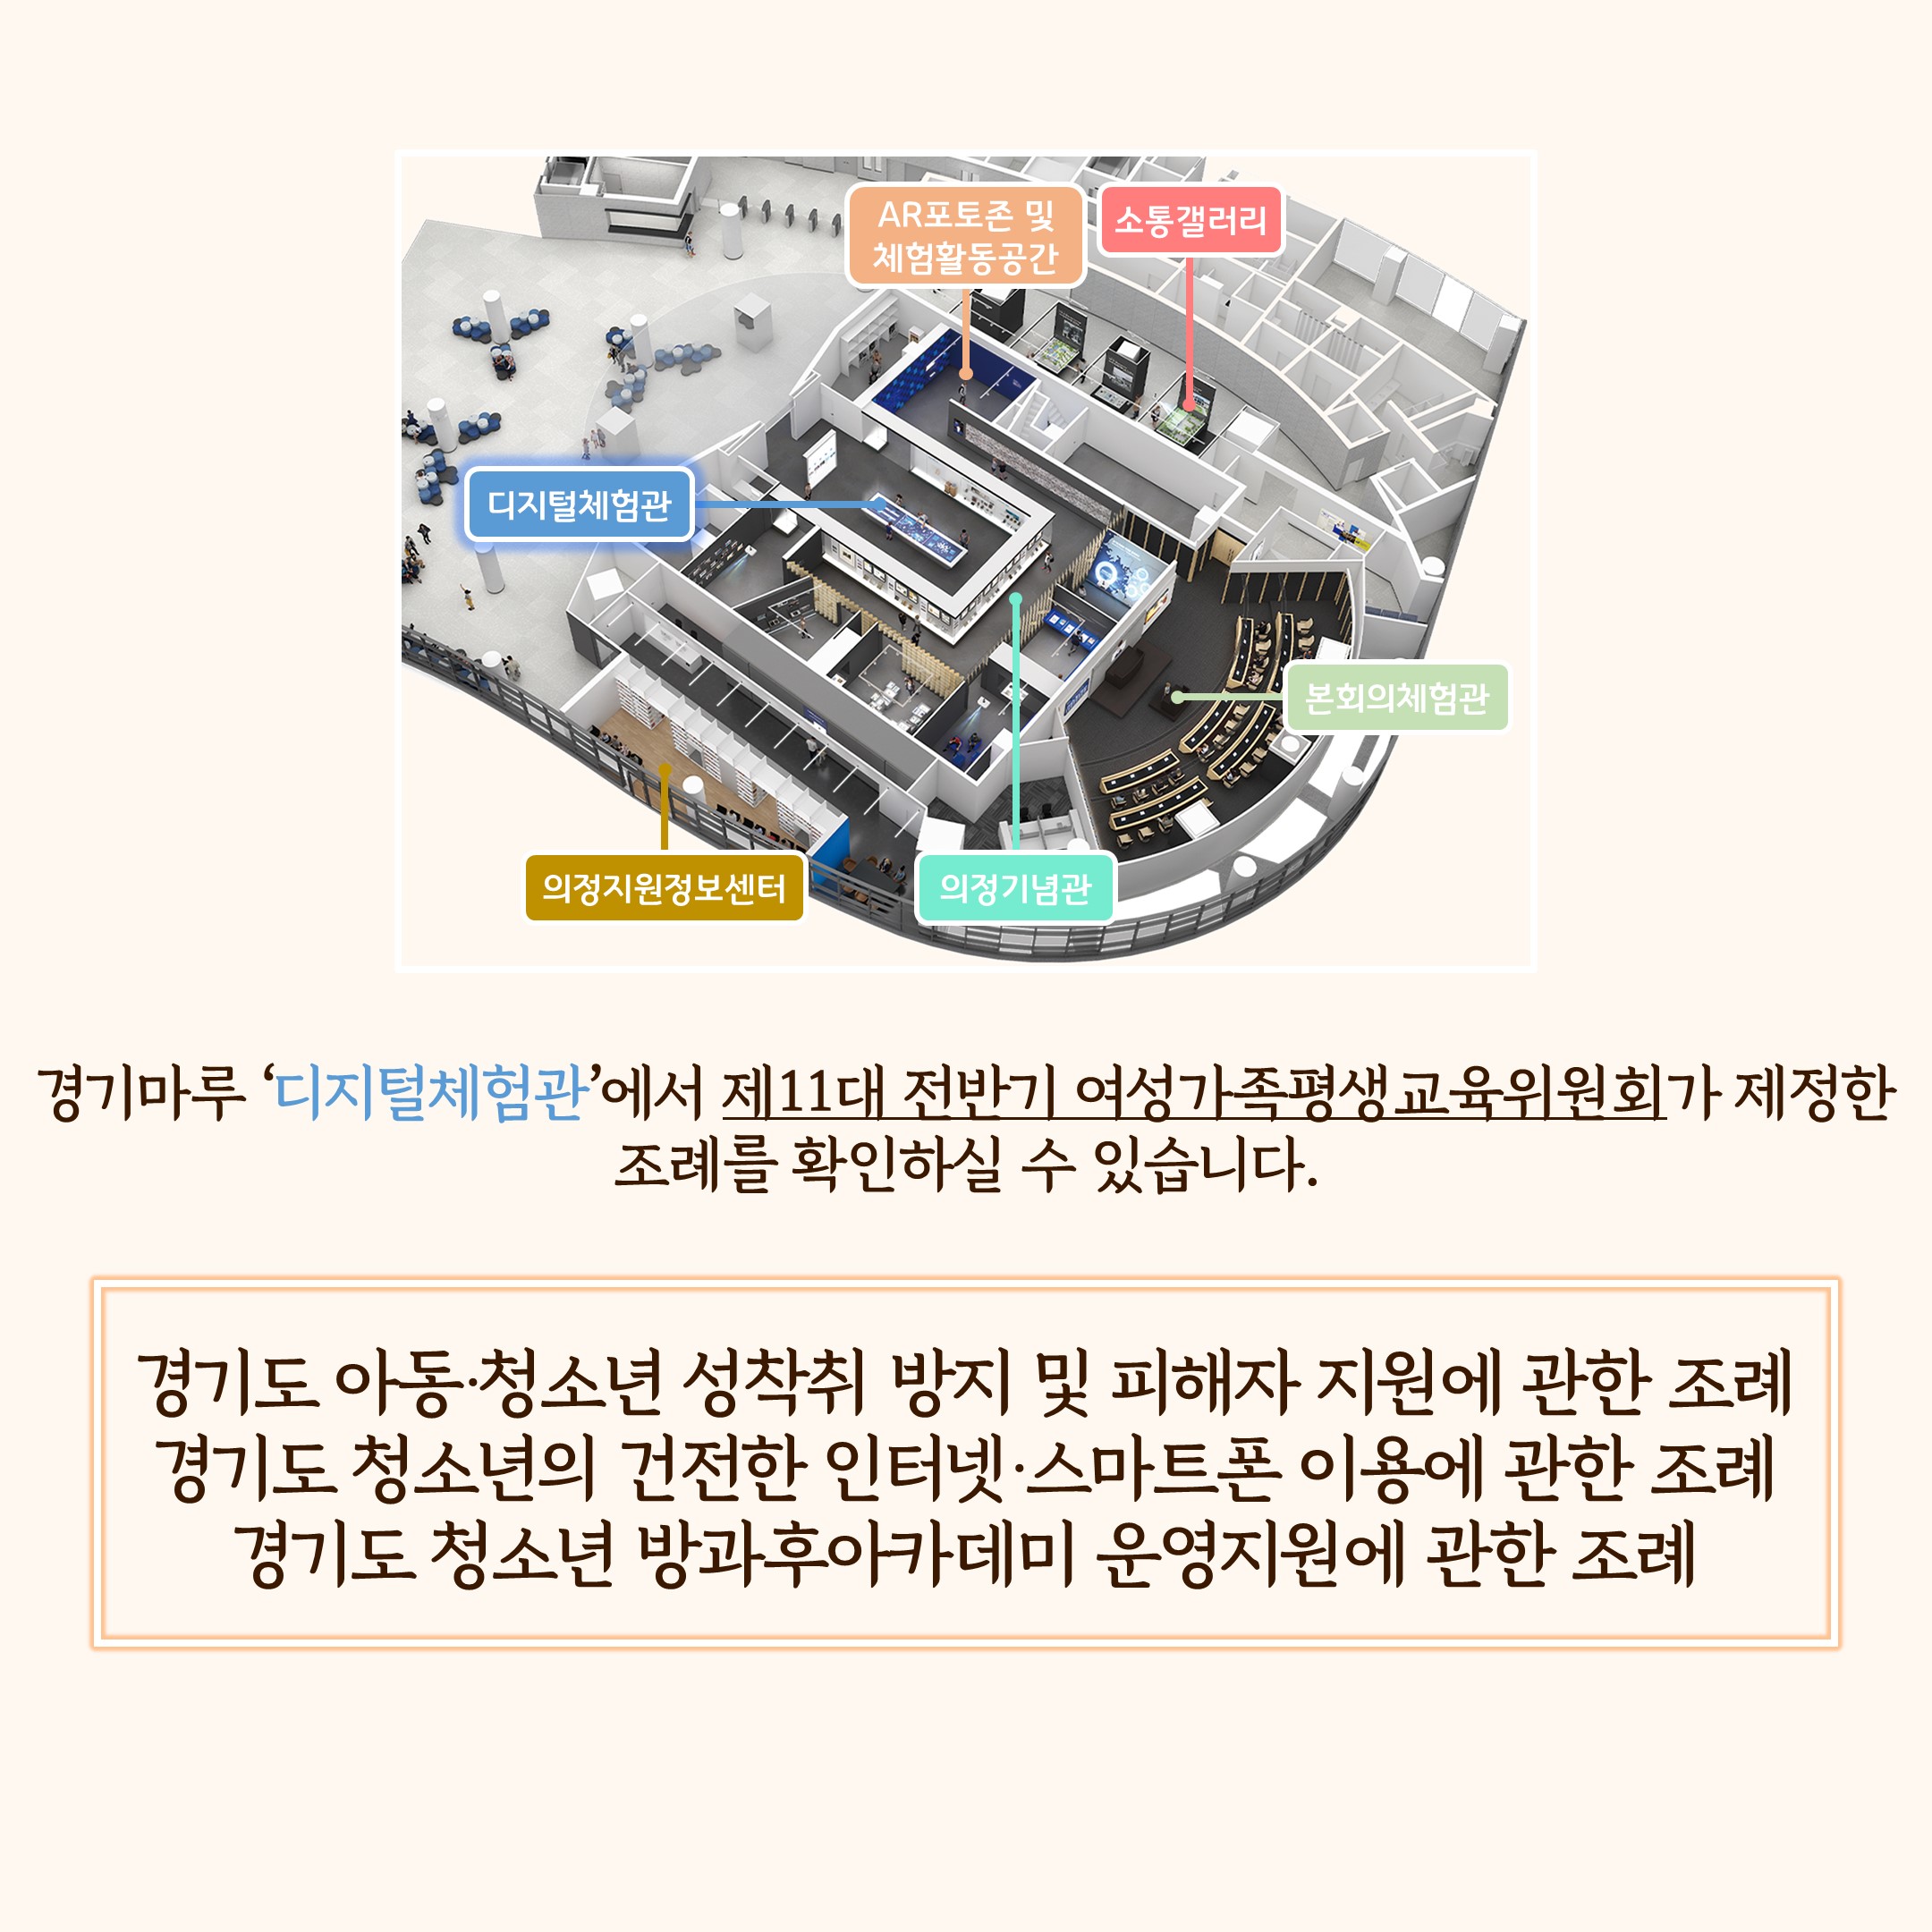 AR포토존 및
체험활동공간
소통갤러리
디지털체험관
본회의체험관
의정지원정보센터
의정기념관
경기마루 ‘디지털체험관’에서 제11대 전반기 여성가족평생교육위원회가 제정한
조례를 확인하실 수 있습니다.
경기도 아동·청소년 성착취 방지 및 피해자 지원에 관한 조례
경기도 청소년의 건전한 인터넷·스마트폰 이용에 관한 조례
경기도 청소년 방과후아카데미 운영지원에 관한 조례